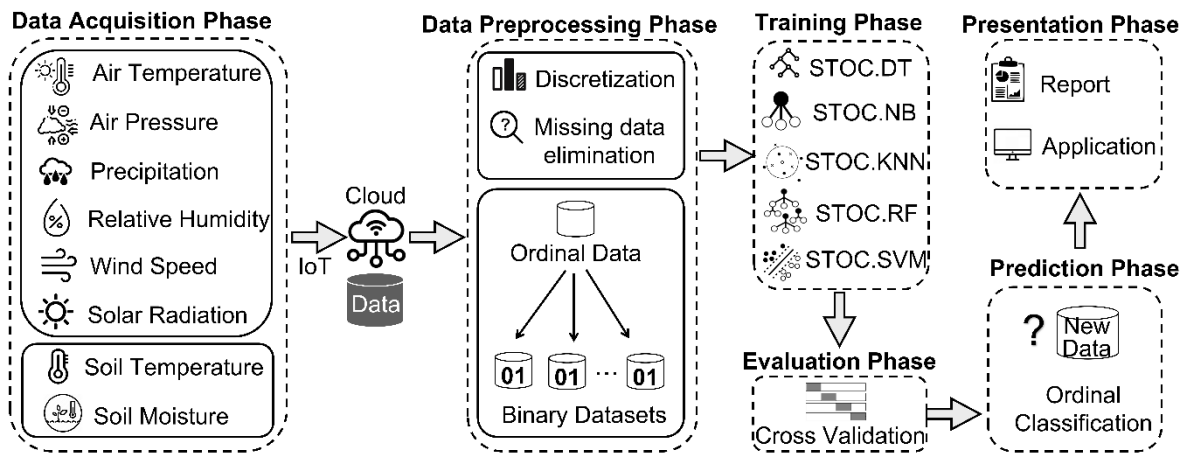 Data Acquisition Phase
Air Temperature
Air Pressure
Precipitation
Relative Humidity
Wind Speed
Solar Radiation
Soil Temperature
Soil Moisture
IoT
Cloud
Data
Data Preprocessing Phase
Discretization
?
Missing data
elimination
Ordinal Data
01 01 ... 01
Binary Datasets
Training Phase
STOC.DT
STOC.NB
STOC.KNN
STOC.RF
STOC.SVM
Evaluation Phase
Cross Validation
Prediction Phase
? New
Data
Ordinal
Classification
Presentation Phase
Report
Application